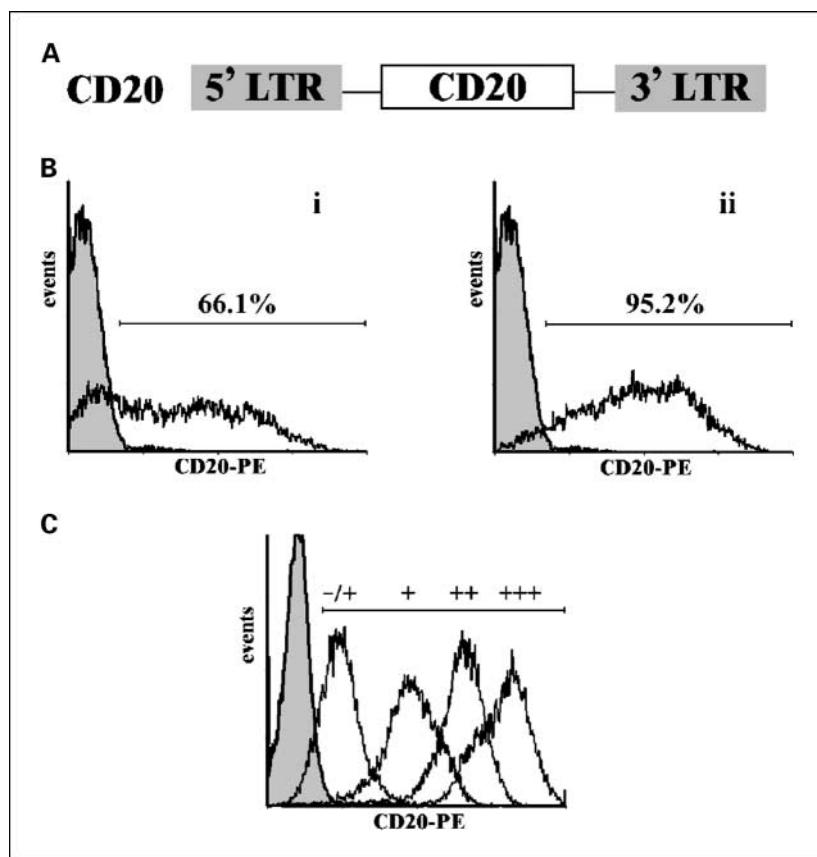 A
CD20 5’ LTR CD20 3’ LTR
B
i
events
66.1%
CD20-PE
ii
events
95.2%
CD20-PE
C
-/+ + ++ +++
events
CD20-PE